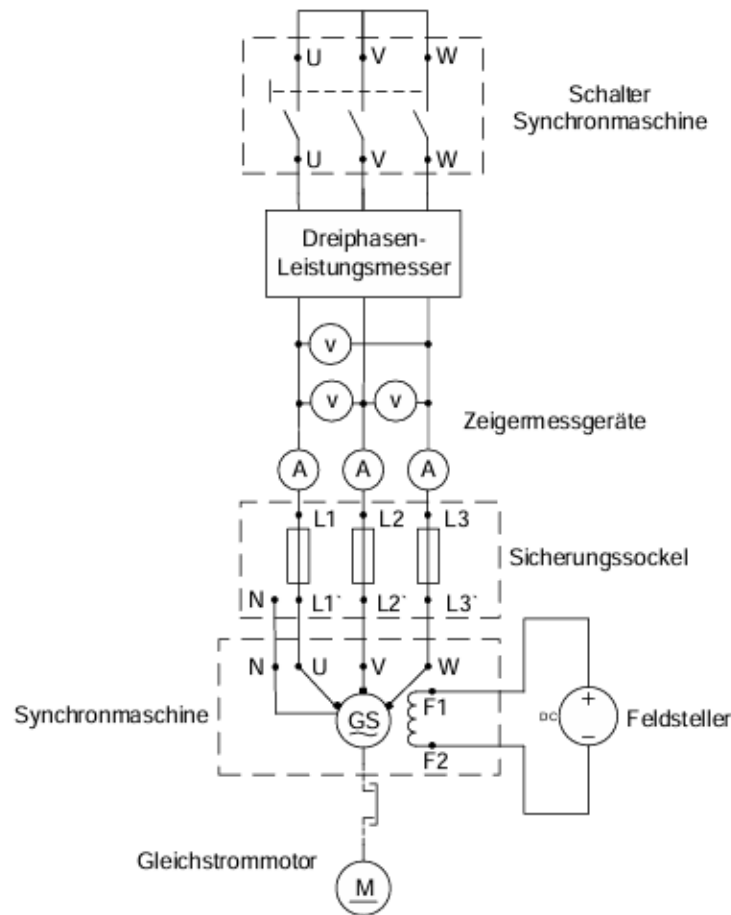 U V W
Schalter
Synchronmaschine
U V W
Dreiphasen-
Leistungsmesser
v
v v
Zeigermessgeräte
A A A
L1 L2 L3
Sicherungssockel
N L1` L2` L3`
N U V W
F1
Synchronmaschine GS DC + − Feldsteller
F2
Gleichstrommotor
M